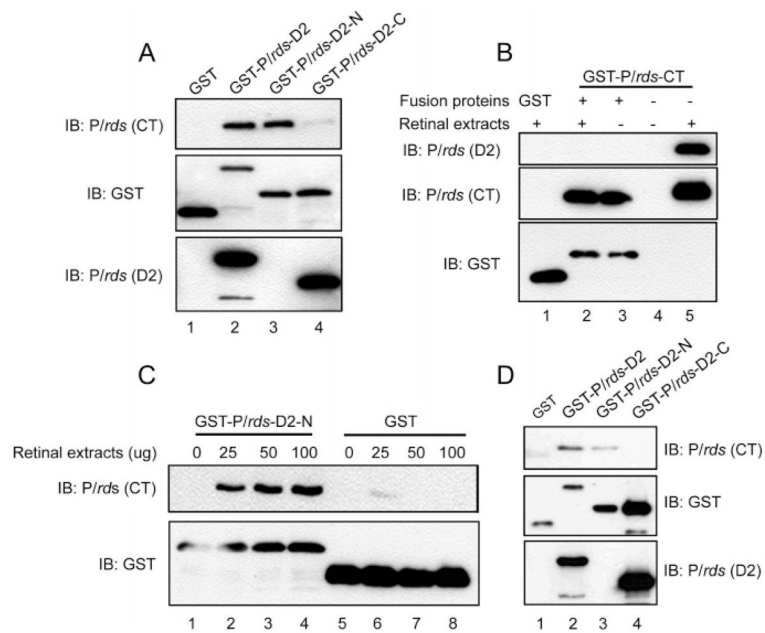 A
GST
GST-P/rds-D2
GST-P/rds-D2-N
GST-P/rds-D2-C
IB: P/rds (CT)
IB: GST
IB: P/rds (D2)
1 2 3 4
B
GST-P/rds-CT
Fusion proteins GST + + - -
Retinal extracts + + - - +
IB: P/rds (D2)
IB: P/rds (CT)
IB: GST
1 2 3 4 5
C
GST-P/rds-D2-N GST
Retinal extracts (ug) 0 25 50 100 0 25 50 100
IB: P/rds (CT)
IB: GST
1 2 3 4 5 6 7 8
D
GST
GST-P/rds-D2
GST-P/rds-D2-N
GST-P/rds-D2-C
IB: P/rds (CT)
IB: GST
IB: P/rds (D2)
1 2 3 4